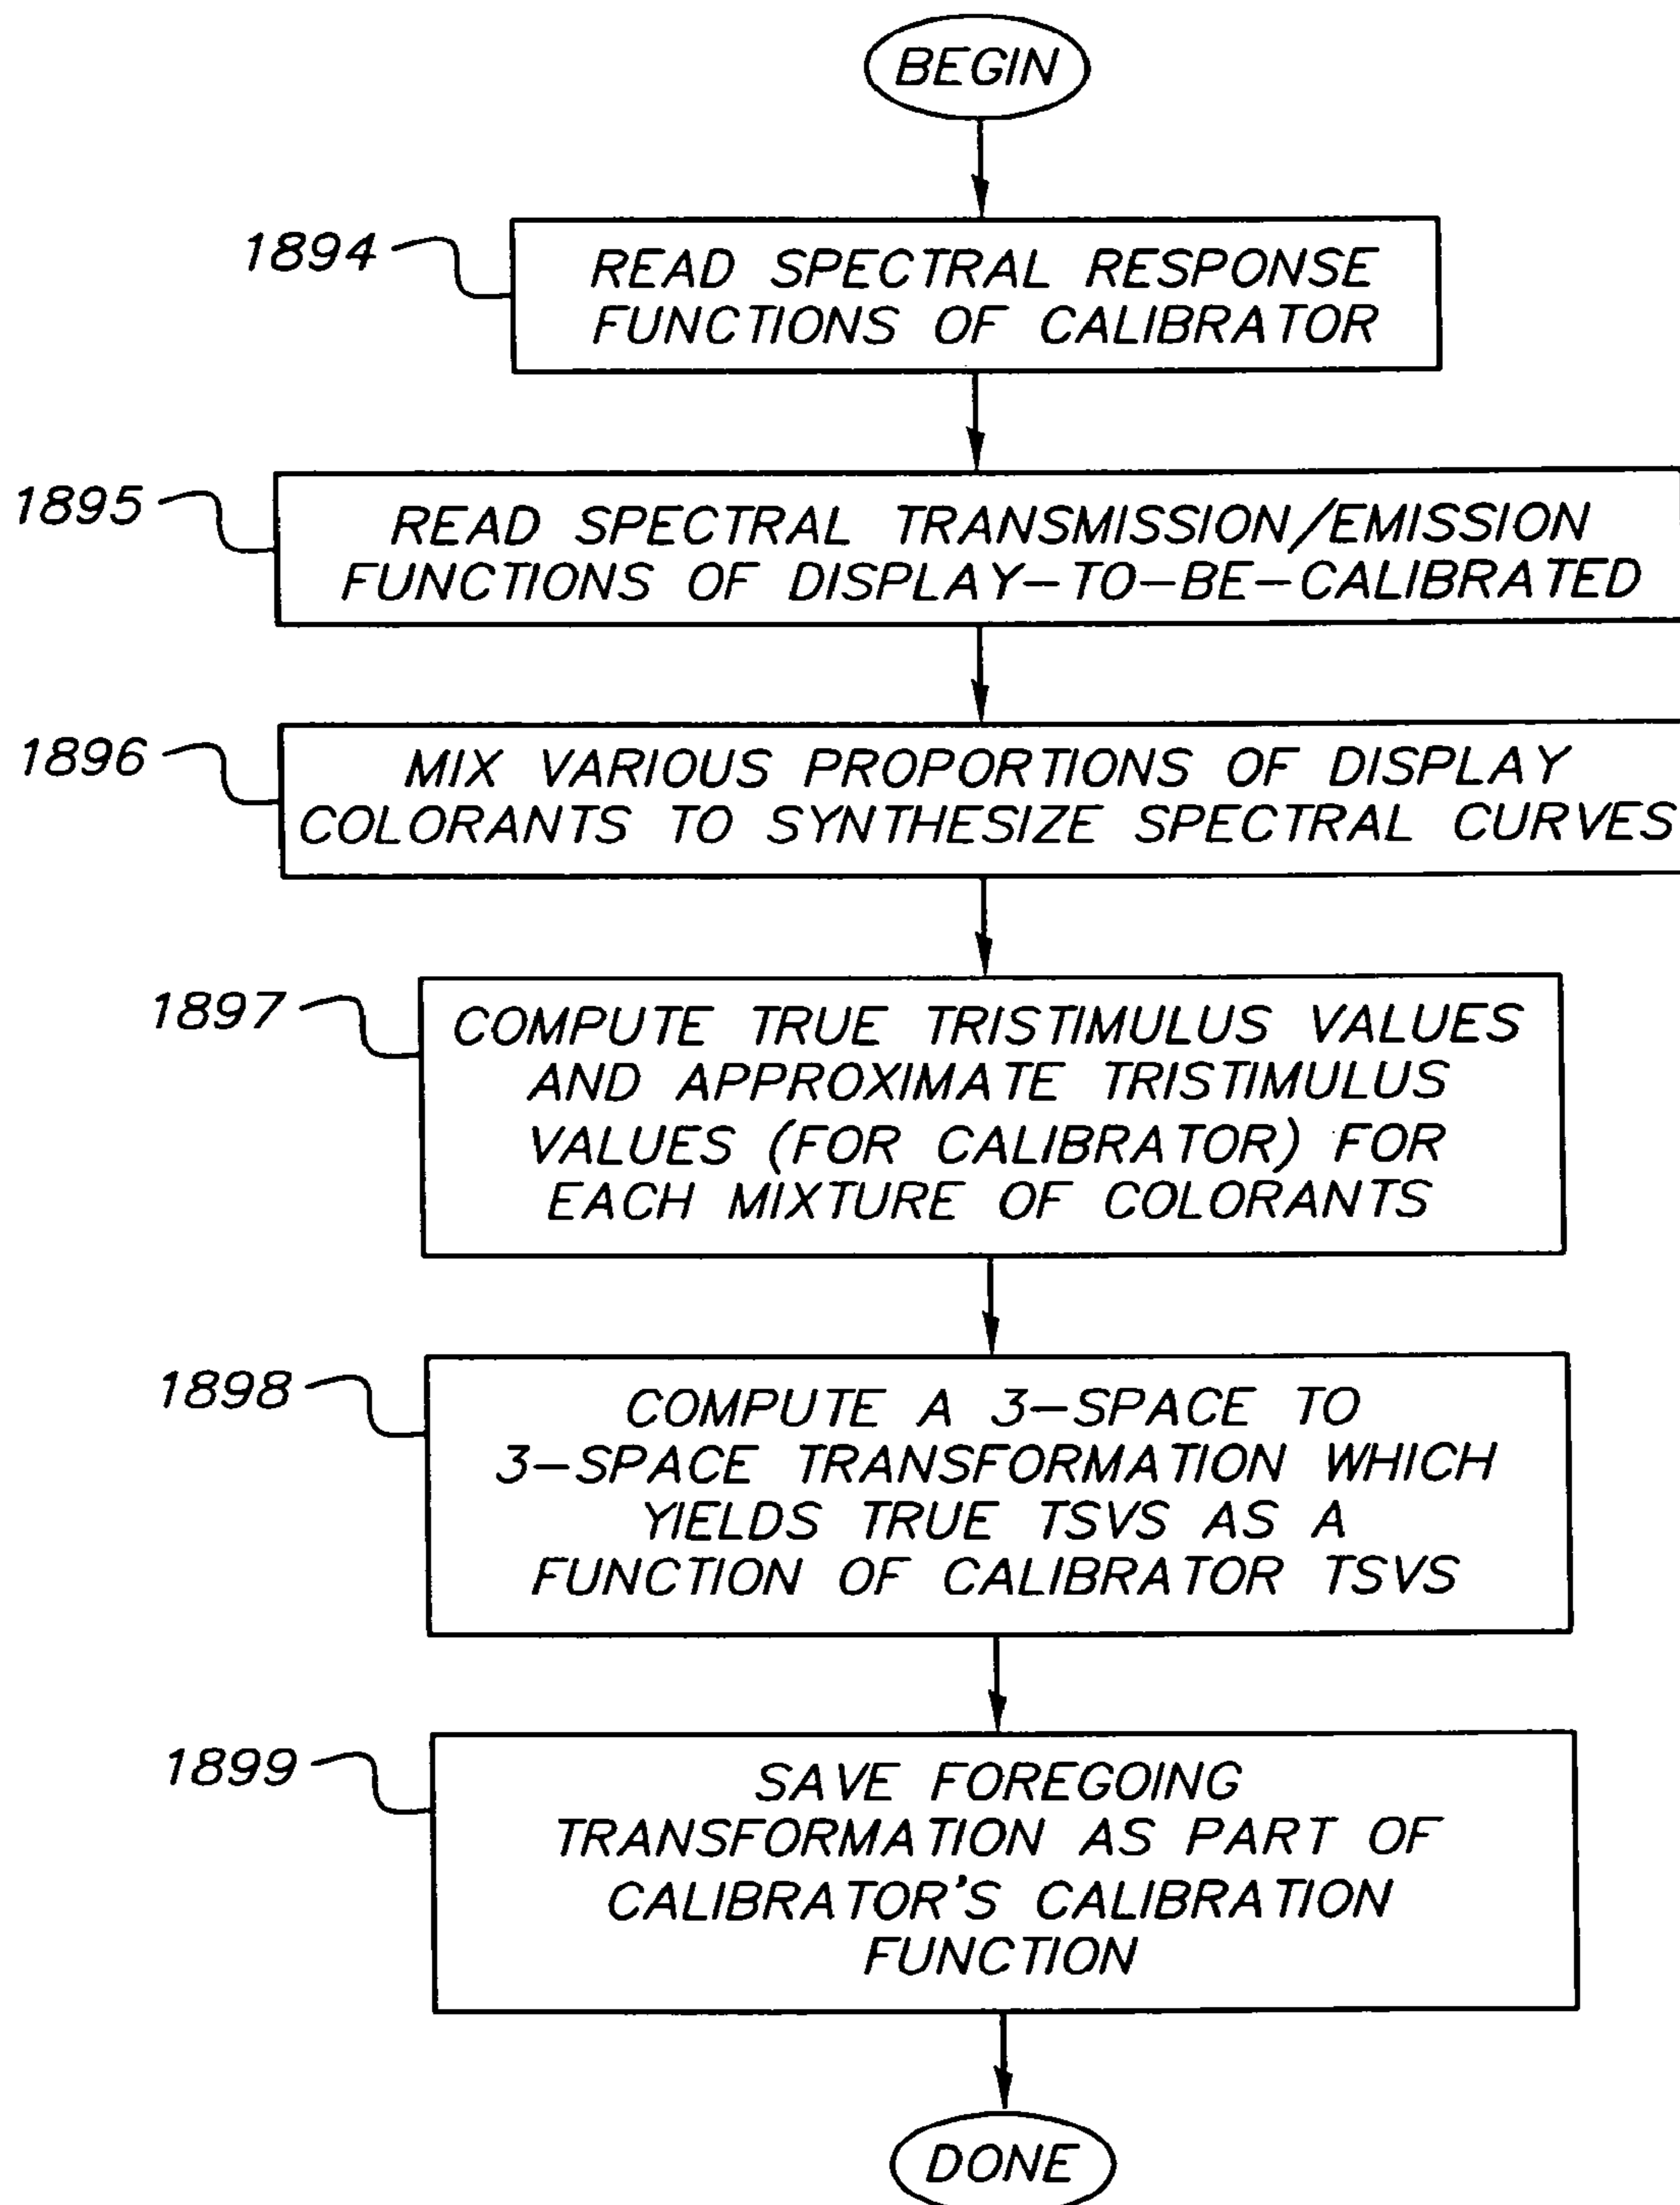 BEGIN
1894
READ SPECTRAL RESPONSE
FUNCTIONS OF CALIBRATOR
1895
READ SPECTRAL TRANSMISSION/EMISSION
FUNCTIONS OF DISPLAY-TO-BE-CALIBRATED
1896
MIX VARIOUS PROPORTIONS OF DISPLAY
COLORANTS TO SYNTHESIZE SPECTRAL CURVES
1897
COMPUTE TRUE TRISTIMULUS VALUES
AND APPROXIMATE TRISTIMULUS
VALUES (FOR CALIBRATOR) FOR
EACH MIXTURE OF COLORANTS
1898
COMPUTE A 3-SPACE TO
3-SPACE TRANSFORMATION WHICH
YIELDS TRUE TSVS AS A
FUNCTION OF CALIBRATOR TSVS
1899
SAVE FOREGOING
TRANSFORMATION AS PART OF
CALIBRATOR'S CALIBRATION
FUNCTION
DONE